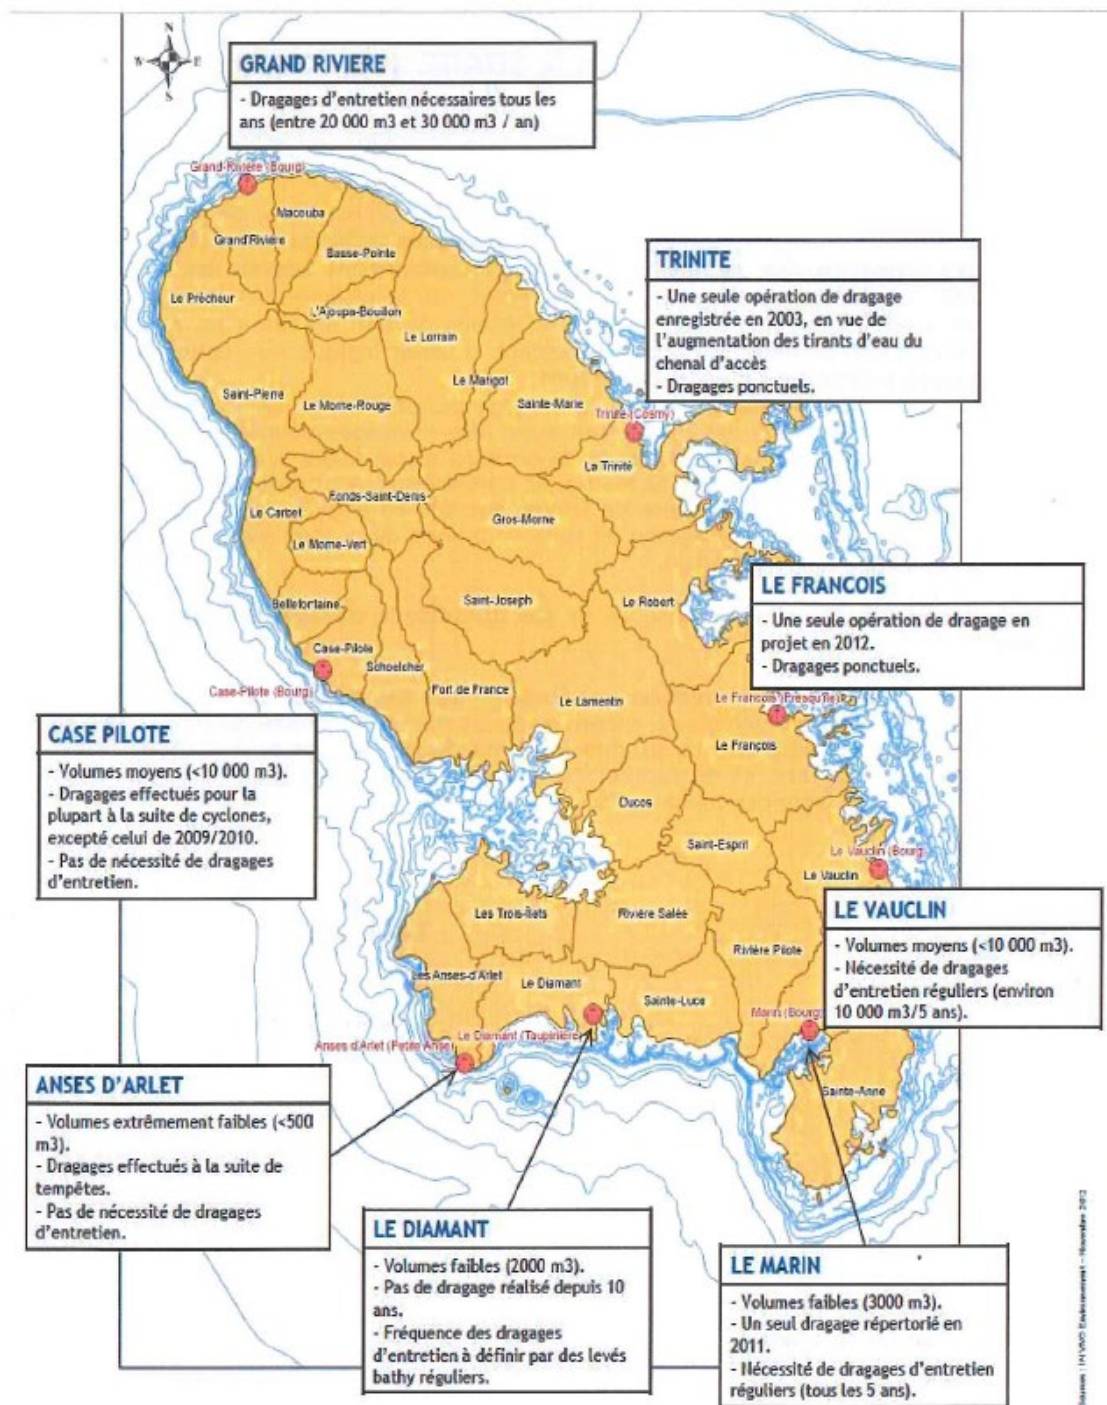 N
W E
S
GRAND RIVIERE
- Dragages d'entretien nécessaires tous les
ans (entre 20 000 m3 et 30 000 m3 / an)
Grand-Rivière (Bourg)
Macouba
Grand'Rivière
Basse-Pointe
Le Prêcheur
L'Ajoupa-Bouillon
Le Lorrain
TRINITE
- Une seule opération de dragage
enregistrée en 2003, en vue de
l'augmentation des tirants d'eau du
chenal d'accès
- Dragages ponctuels.
Le Marigot
Saint-Pierre
Le Morne-Rouge
Sainte-Marie
Trinité (Cosmy)
La Trinité
Fonds-Saint-Denis
Le Carbet
Gros-Morne
Le Morne-Vert
LE FRANCOIS
- Une seule opération de dragage en
projet en 2012.
- Dragages ponctuels.
Bellefontaine
Saint-Joseph
Le Robert
Case-Pilote
Schoelcher
Case-Pilote (Bourg)
Fort de France
Le Lamentin
Le François (Presqu'île)
Le François
CASE PILOTE
- Volumes moyens (<10 000 m3).
- Dragages effectués pour la
plupart à la suite de cyclones,
excepté celui de 2009/2010.
- Pas de nécessité de dragages
d'entretien.
Ducos
Saint-Esprit
Le Vauclin (Bourg)
Le Vauclin
LE VAUCLIN
- Volumes moyens (<10 000 m3).
- Nécessité de dragages
d'entretien réguliers (environ
10 000 m3/5 ans).
Les Trois-Îlets
Rivière Salée
Rivière Pilote
Les Anses-d'Arlet
Le Diamant
Sainte-Luce
Marin (Bourg)
Anses d'Arlet (Petite Anse)
Le Diamant (Taupinière)
Sainte-Anne
ANSES D'ARLET
- Volumes extrêmement faibles (<500
m3).
- Dragages effectués à la suite de
tempêtes.
- Pas de nécessité de dragages
d'entretien.
LE DIAMANT
- Volumes faibles (2000 m3).
- Pas de dragage réalisé depuis 10
ans.
- Fréquence des dragages
d'entretien à définir par des levés
bathy réguliers.
LE MARIN
- Volumes faibles (3000 m3).
- Un seul dragage répertorié en
2011.
- Nécessité de dragages d'entretien
réguliers (tous les 5 ans).
Sources : IN VIVO Environnement - Novembre 2012